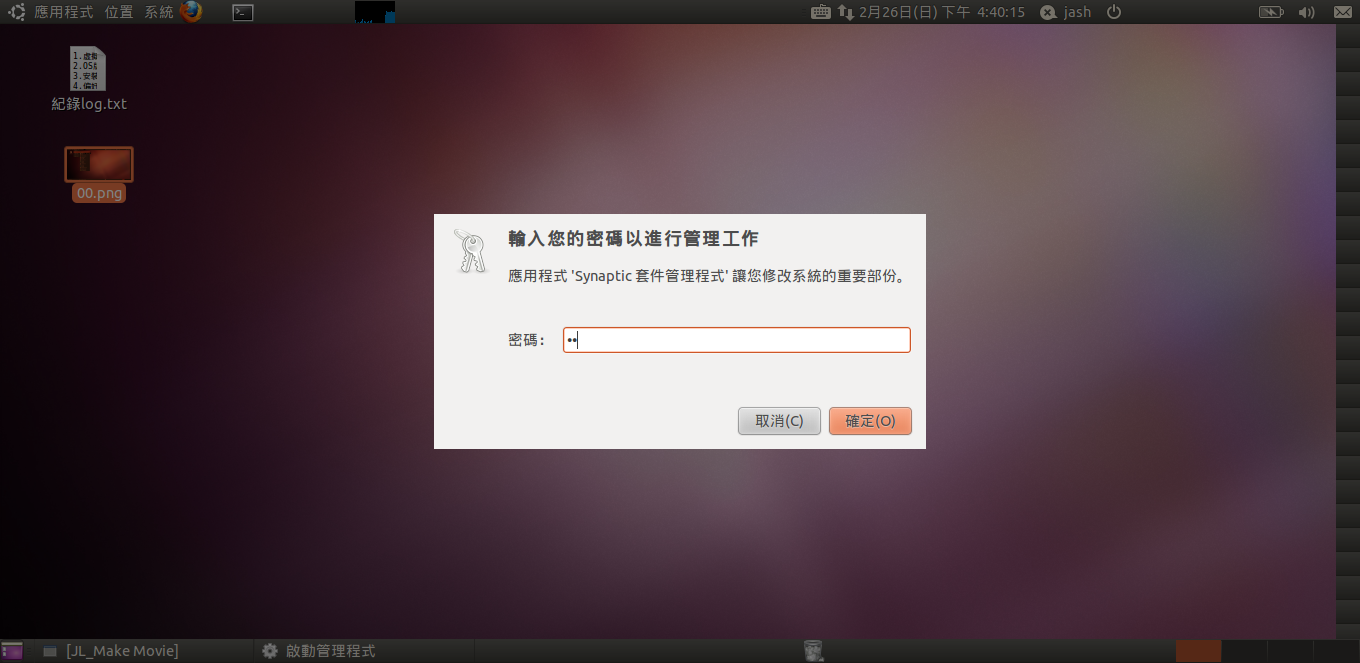 應用程式 位置 系統 2月26日(日) 下午 4:40:15 jash
1.虛擬
2.OS
3.安裝
4.
紀錄log.txt
00.png
輸入您的密碼以進行管理工作
應用程式 'Synaptic 套件管理程式' 讓您修改系統的重要部份。
密碼：
取消(C) 確定(O)
[JL_Make Movie] 啟動管理程式